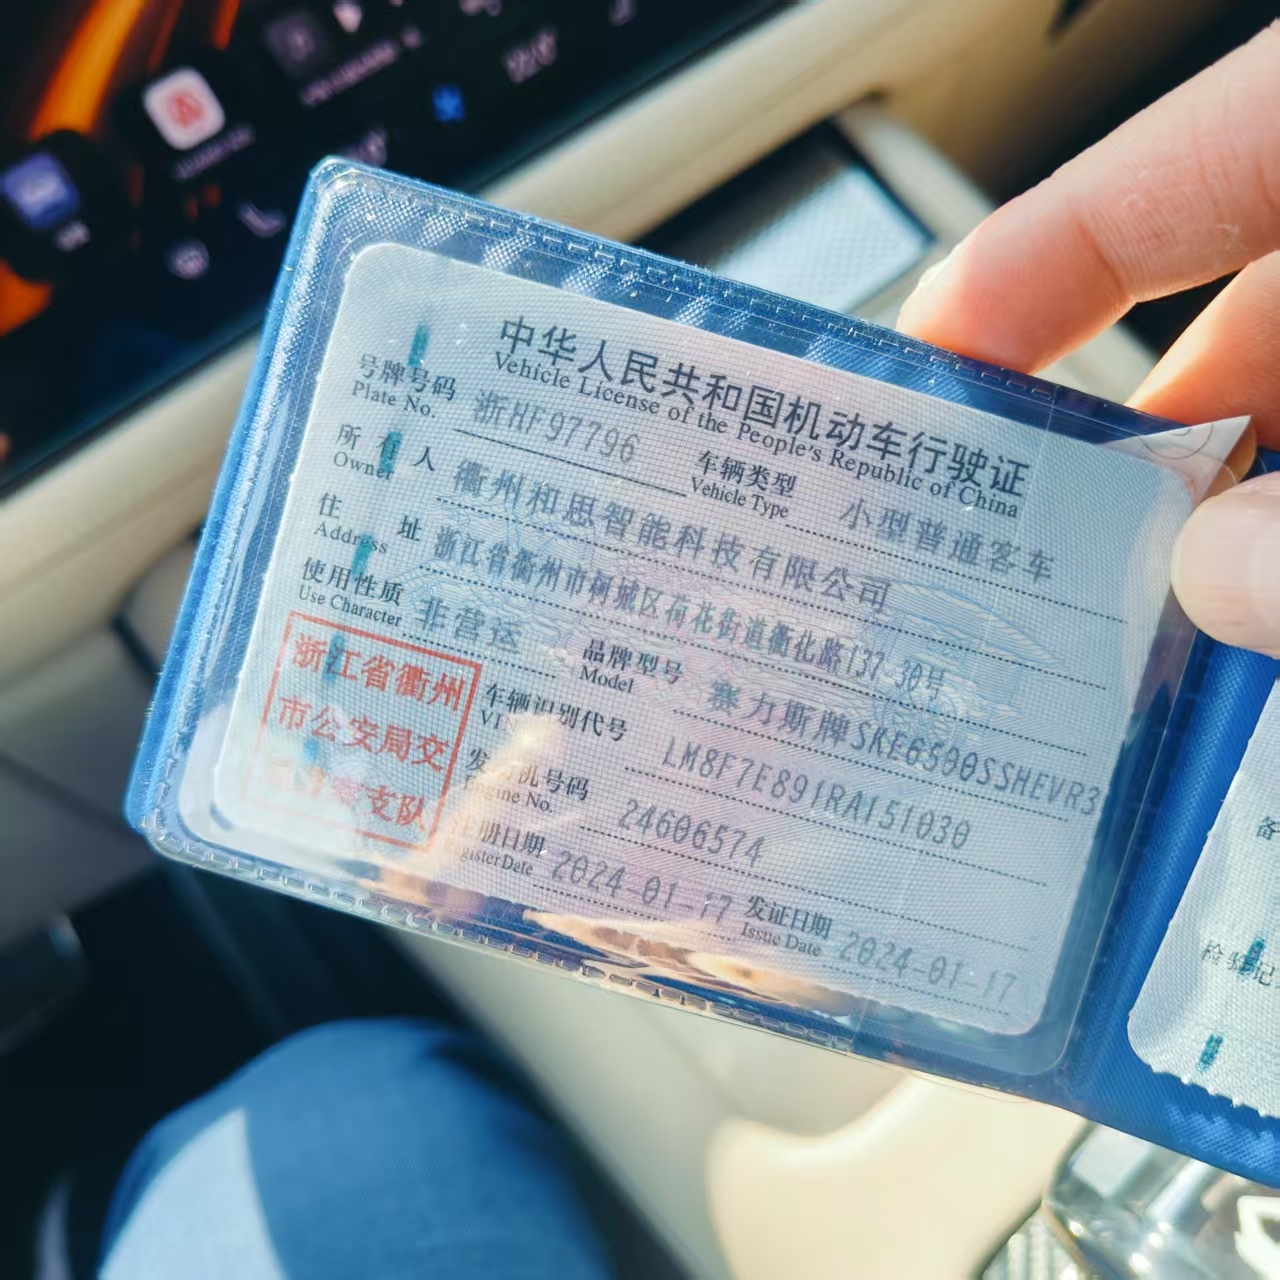 中华人民共和国机动车行驶证
Vehicle License of the People's Republic of China
号牌号码 浙HF97796 车辆类型 小型普通客车
Plate No. Vehicle Type
所有人 衢州和思智能科技有限公司
Owner
住址 浙江省衢州市柯城区荷花街道衢化路137-30号
Address
使用性质 非营运 品牌型号 赛力斯牌SKE6500SSHEVR3
Use Character Model
浙江省衢州
市公安局交
警支队
车辆识别代号 LM8F7E891RA151030
VIN
发 机号码 24606574
Engine No.
注册日期 2024-01-17 发证日期 2024-01-17
gisterDate Issue Date
备
检验记